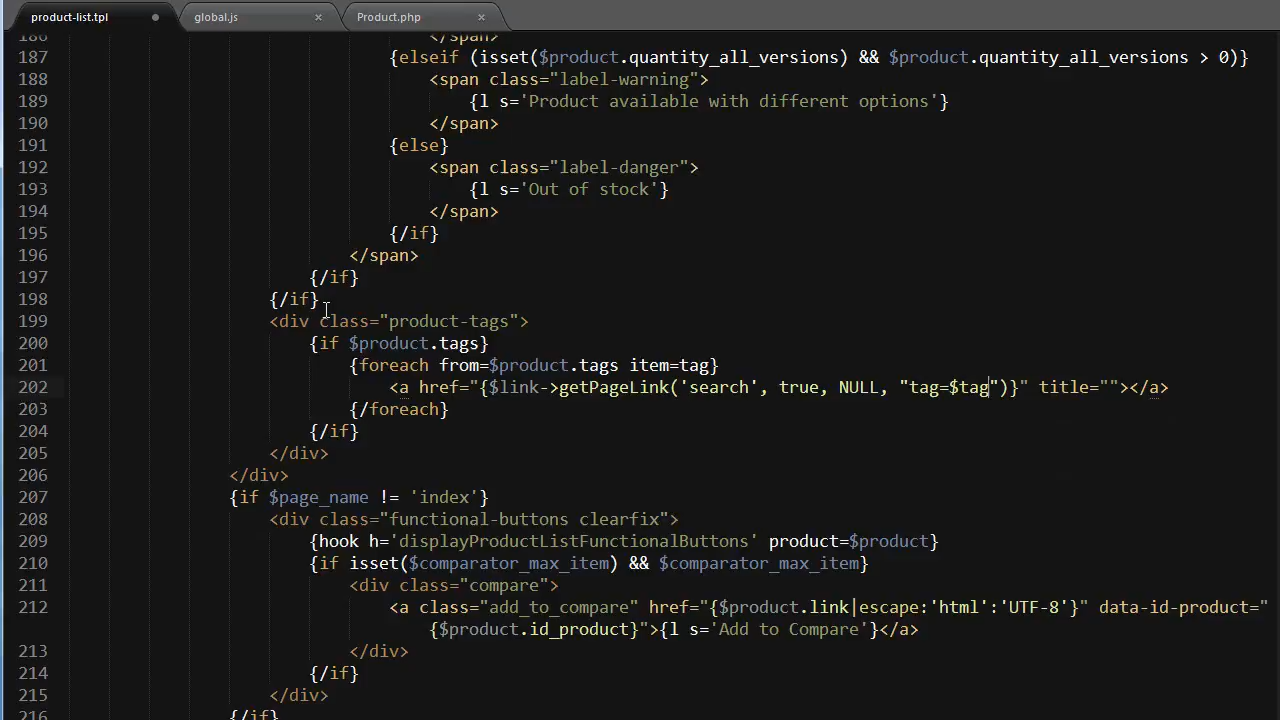 product-list.tpl
global.js
Product.php
186 </span>
187 {elseif (isset($product.quantity_all_versions) && $product.quantity_all_versions > 0)}
188 <span class="label-warning">
189 {l s='Product available with different options'}
190 </span>
191 {else}
192 <span class="label-danger">
193 {l s='Out of stock'}
194 </span>
195 {/if}
196 </span>
197 {/if}
198 {/if}
199 <div class="product-tags">
200 {if $product.tags}
201 {foreach from=$product.tags item=tag}
202 <a href="{$link->getPageLink('search', true, NULL, "tag=$tag")}" title=""></a>
203 {/foreach}
204 {/if}
205 </div>
206 </div>
207 {if $page_name != 'index'}
208 <div class="functional-buttons clearfix">
209 {hook h='displayProductListFunctionalButtons' product=$product}
210 {if isset($comparator_max_item) && $comparator_max_item}
211 <div class="compare">
212 <a class="add_to_compare" href="{$product.link|escape:'html':'UTF-8'}" data-id-product="
{$product.id_product}">{l s='Add to Compare'}</a>
213 </div>
214 {/if}
215 </div>
216 {/if}